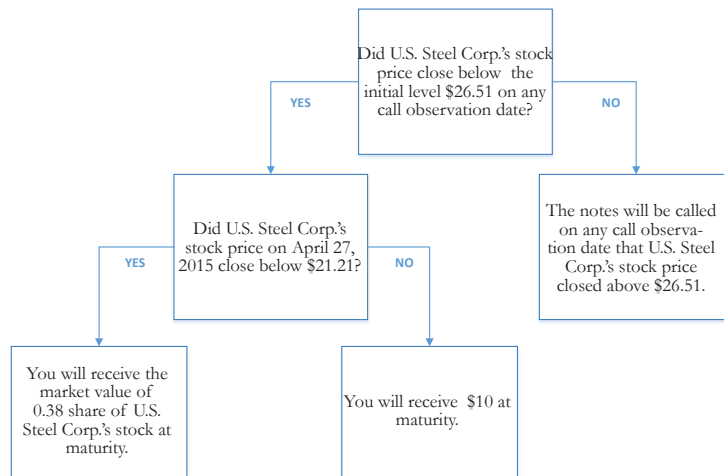 Did U.S. Steel Corp.'s stock
price close below the
initial level $26.51 on any
call observation date?
YES
NO
Did U.S. Steel Corp.'s
stock price on April 27,
2015 close below $21.21?
The notes will be called
on any call observa-
tion date that U.S. Steel
Corp.'s stock price
closed above $26.51.
YES
NO
You will receive the
market value of
0.38 share of U.S.
Steel Corp.'s stock at
maturity.
You will receive $10 at
maturity.